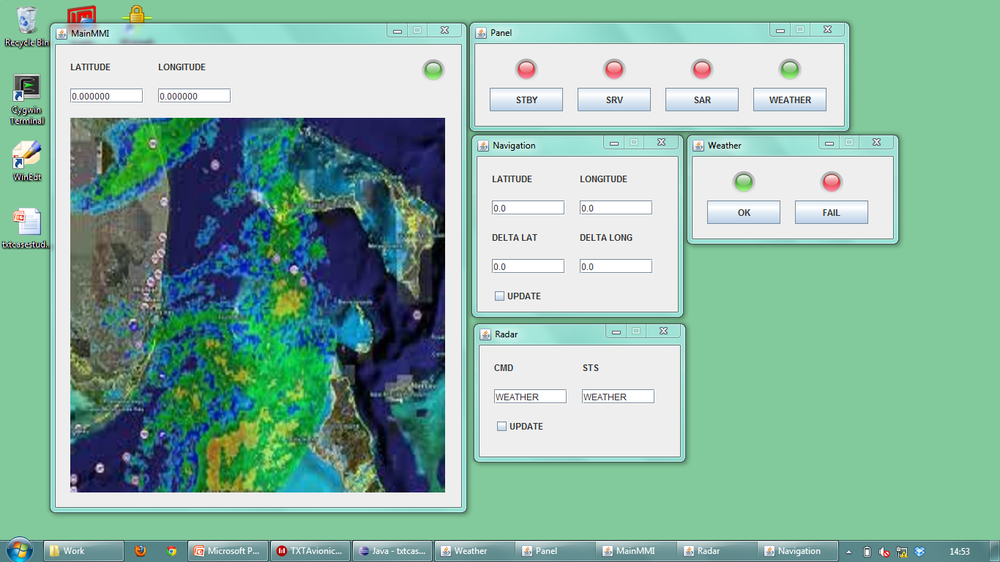 Recycle Bin
Cygwin
Terminal
WinEdt
txtcasestud...
MainMMI
LATITUDE
LONGITUDE
0.000000
0.000000
Panel
STBY
SRV
SAR
WEATHER
Navigation
LATITUDE
LONGITUDE
0.0
0.0
DELTA LAT
DELTA LONG
0.0
0.0
UPDATE
Weather
OK
FAIL
Radar
CMD
STS
WEATHER
WEATHER
UPDATE
Work
Microsoft P...
TXTAvionic...
Java - txtcas...
Weather
Panel
MainMMI
Radar
Navigation
14:53